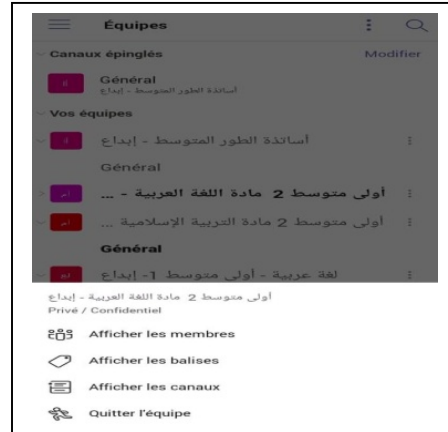 Équipes
Canaux épinglés Modifier
Général
أساتذة الطور المتوسط - إبداع
Vos équipes
أساتذة الطور المتوسط - إبداع
Général
أولى متوسط 2 مادة اللغة العربية - ...
أولى متوسط 2 مادة التربية الإسلامية ...
Général
لغة عربية - أولى متوسط 1- إبداع
أولى متوسط 2 مادة اللغة العربية - إبداع
Privé / Confidentiel
Afficher les membres
Afficher les balises
Afficher les canaux
Quitter l'équipe